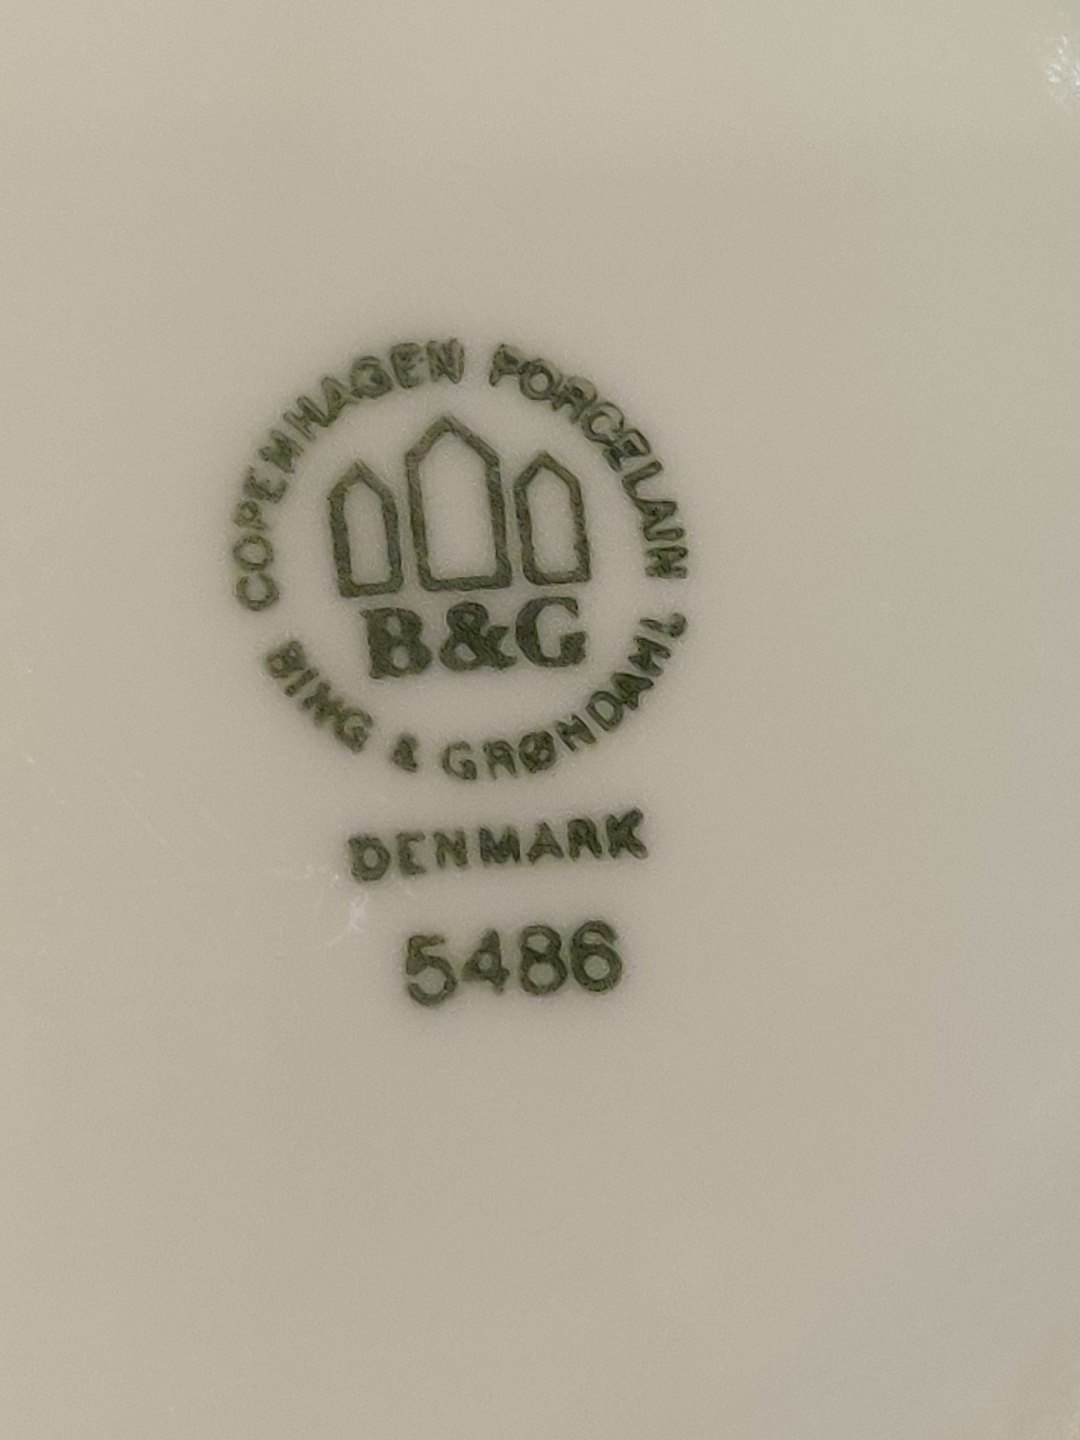 COPENHAGEN PORCELAIN
B&G
BING & GRØNDAHL
DENMARK
5486